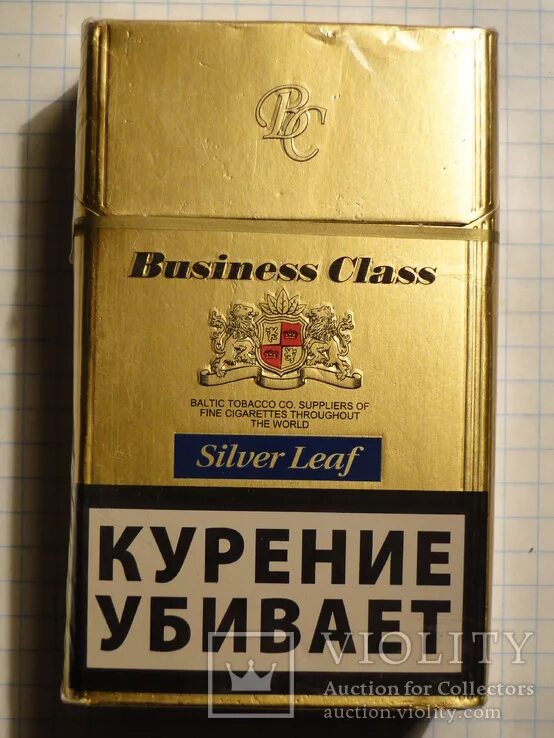 BC
Business Class
BALTIC TOBACCO CO. SUPPLIERS OF
FINE CIGARETTES THROUGHOUT
THE WORLD
Silver Leaf
КУРЕНИЕ
УБИВАЕТ
VIOLITY
Auction for Collectors
auction.violity.com